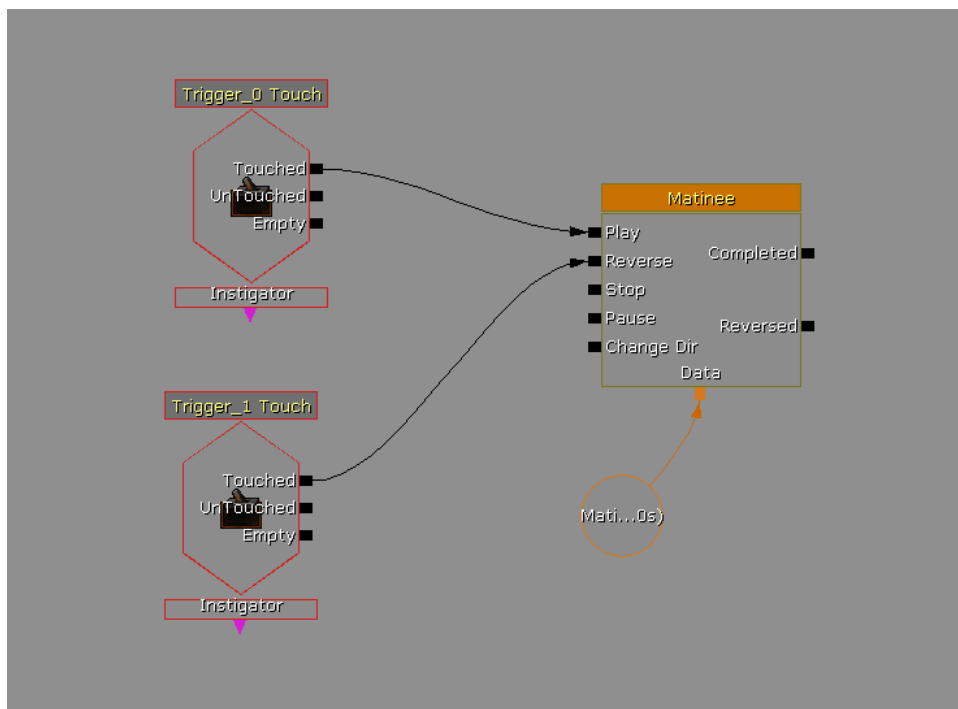 Trigger_0 Touch
Touched
UnTouched
Empty
Instigator
Matinee
Play
Reverse
Stop
Pause
Change Dir
Completed
Reversed
Data
Trigger_1 Touch
Touched
UnTouched
Empty
Instigator
Mati...0s)